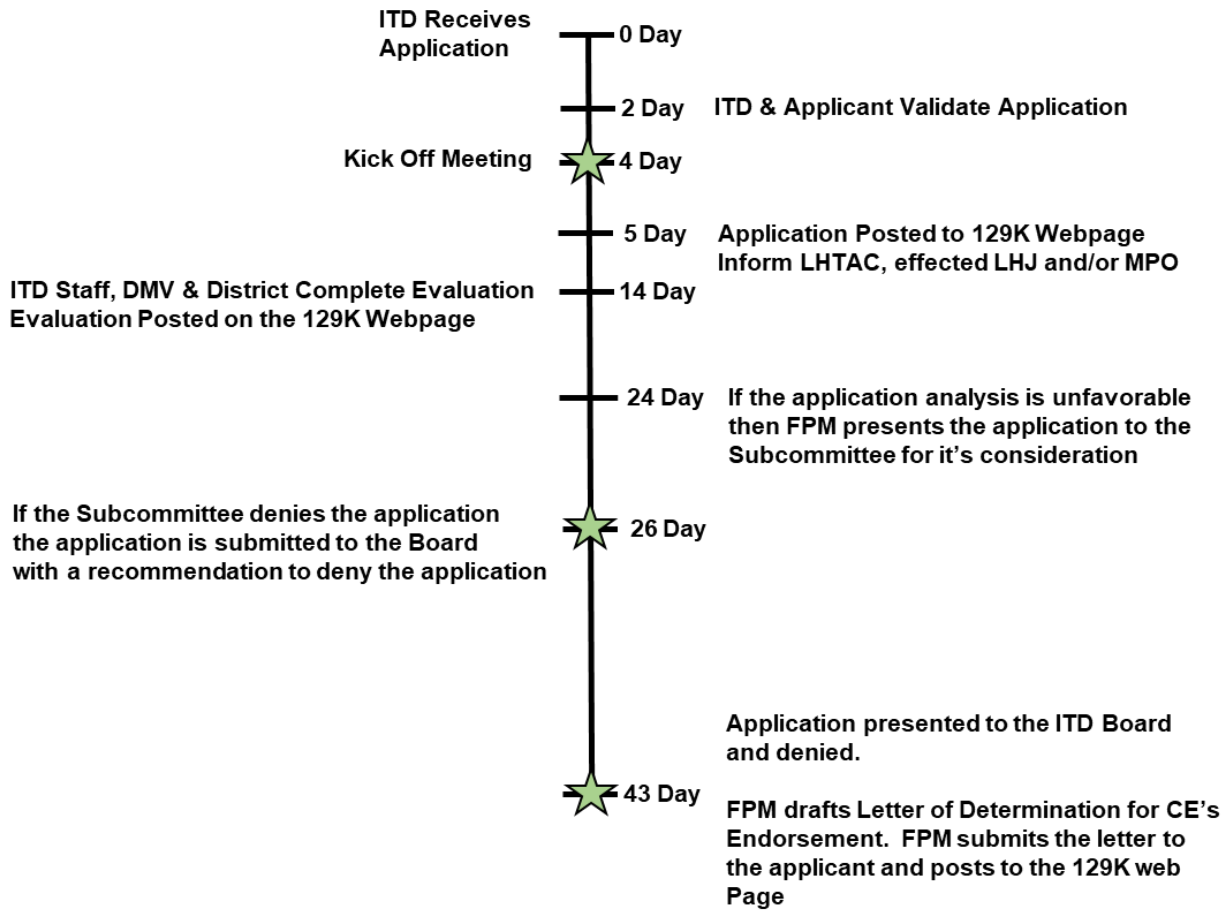 ITD Receives
Application
0 Day
2 Day
ITD & Applicant Validate Application
Kick Off Meeting
4 Day
5 Day
Application Posted to 129K Webpage
Inform LHTAC, effected LHJ and/or MPO
ITD Staff, DMV & District Complete Evaluation
Evaluation Posted on the 129K Webpage
14 Day
24 Day
If the application analysis is unfavorable
then FPM presents the application to the
Subcommittee for it's consideration
If the Subcommittee denies the application
the application is submitted to the Board
with a recommendation to deny the application
26 Day
43 Day
Application presented to the ITD Board
and denied.
FPM drafts Letter of Determination for CE's
Endorsement. FPM submits the letter to
the applicant and posts to the 129K web
Page